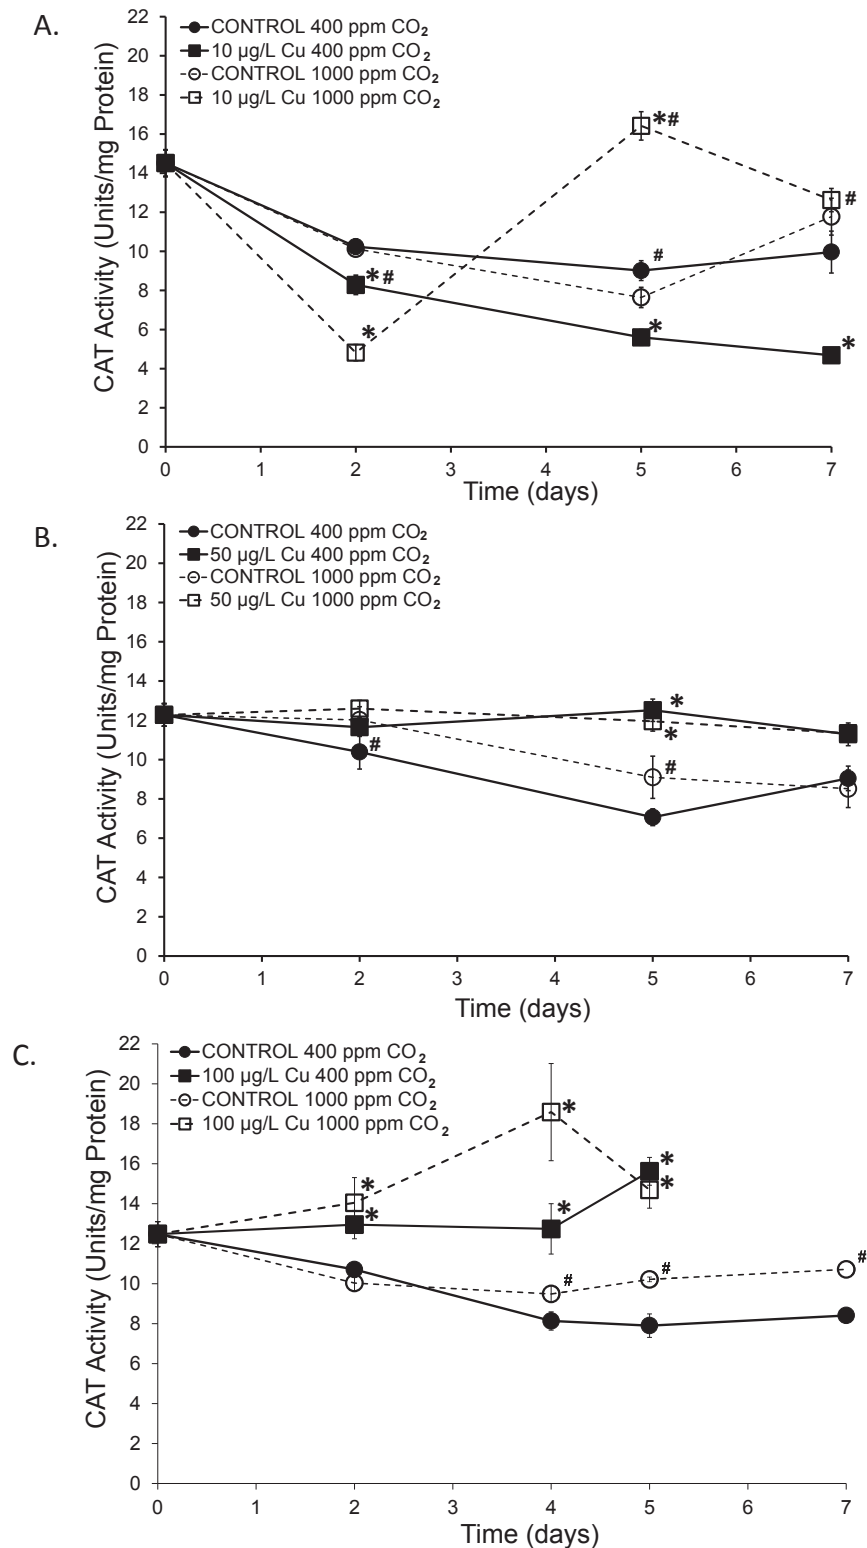 A.
CAT Activity (Units/mg Protein)
22
20
18
16
14
12
10
8
6
4
2
0
CONTROL 400 ppm CO₂
10 µg/L Cu 400 ppm CO₂
CONTROL 1000 ppm CO₂
10 µg/L Cu 1000 ppm CO₂
*#
#
#
*#
*
*
*
0 1 2 3 4 5 6 7
Time (days)
B.
CAT Activity (Units/mg Protein)
22
20
18
16
14
12
10
8
6
4
2
0
CONTROL 400 ppm CO₂
50 µg/L Cu 400 ppm CO₂
CONTROL 1000 ppm CO₂
50 µg/L Cu 1000 ppm CO₂
*
*
#
#
0 1 2 3 4 5 6 7
Time (days)
C.
CAT Activity (Units/mg Protein)
22
20
18
16
14
12
10
8
6
4
2
0
CONTROL 400 ppm CO₂
100 µg/L Cu 400 ppm CO₂
CONTROL 1000 ppm CO₂
100 µg/L Cu 1000 ppm CO₂
*
*
*
*
*
*
#
#
#
0 1 2 3 4 5 6 7
Time (days)